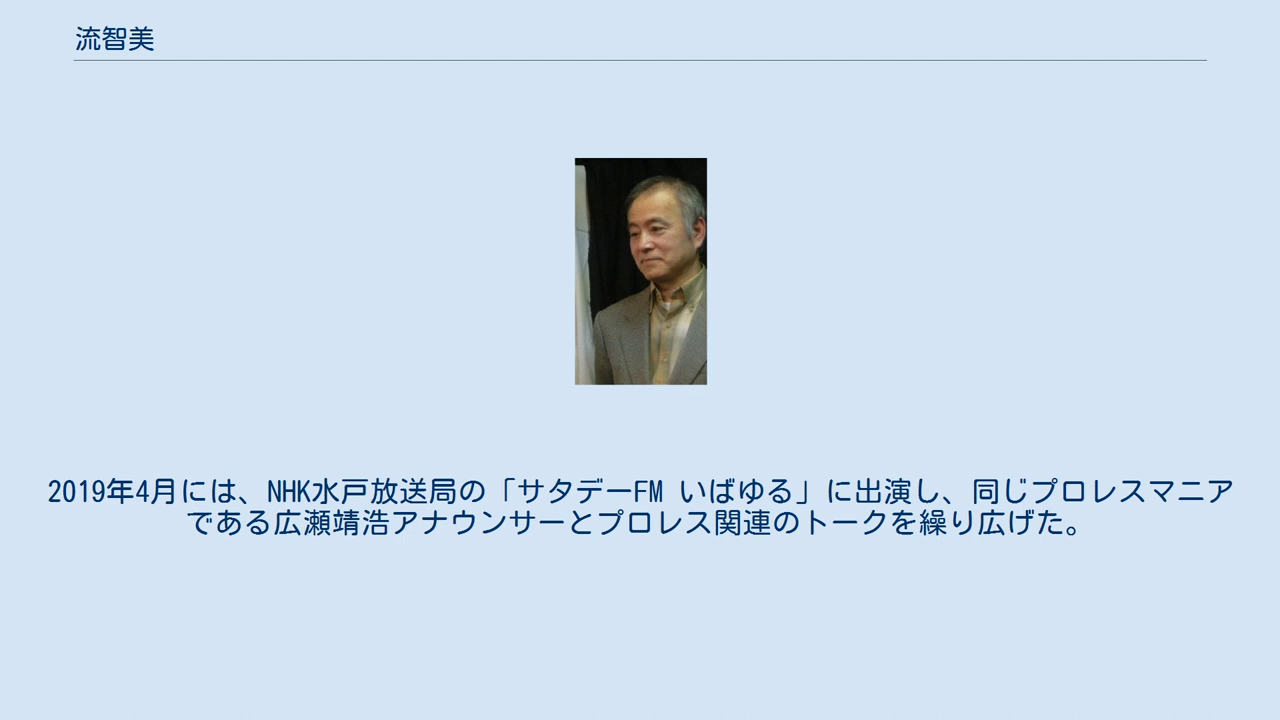 流智美
2019年4月には、NHK水戸放送局の「サタデーFM いばゆる」に出演し、同じプロレスマニア
である広瀬靖浩アナウンサーとプロレス関連のトークを繰り広げた。